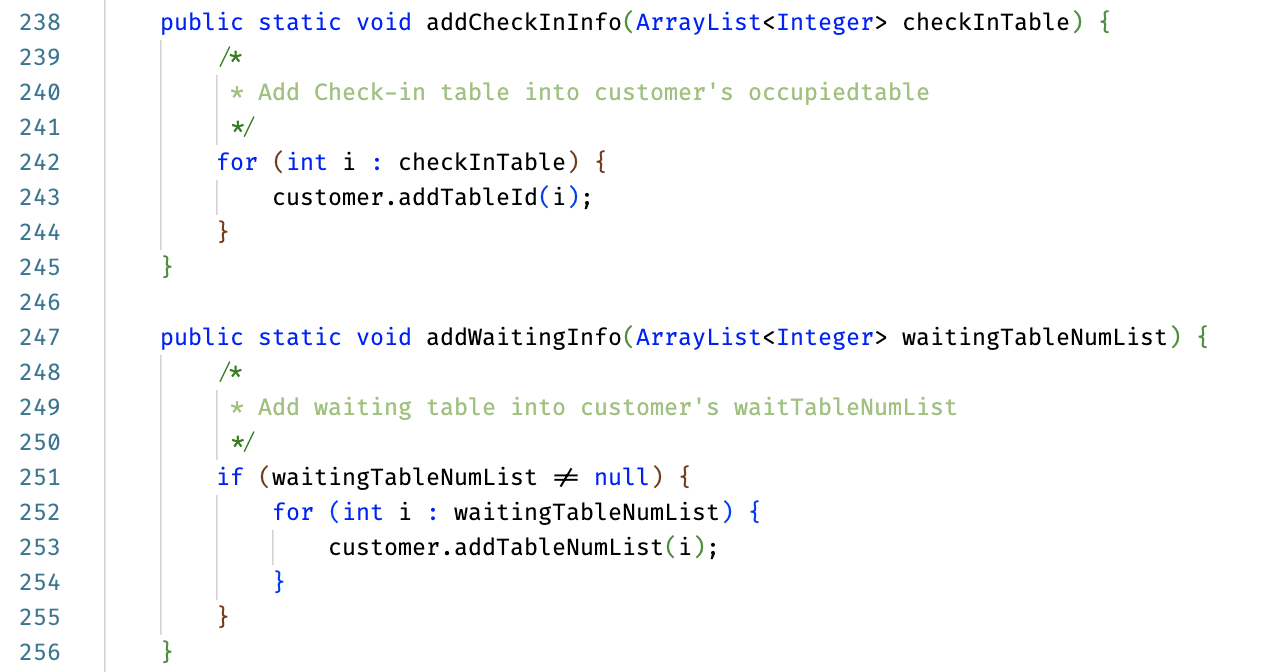 238 public static void addCheckInInfo(ArrayList<Integer> checkInTable) {
239 /*
240 * Add Check-in table into customer's occupiedtable
241 */
242 for (int i : checkInTable) {
243 customer.addTableId(i);
244 }
245 }
246
247 public static void addWaitingInfo(ArrayList<Integer> waitingTableNumList) {
248 /*
249 * Add waiting table into customer's waitTableNumList
250 */
251 if (waitingTableNumList ≠ null) {
252 for (int i : waitingTableNumList) {
253 customer.addTableNumList(i);
254 }
255 }
256 }